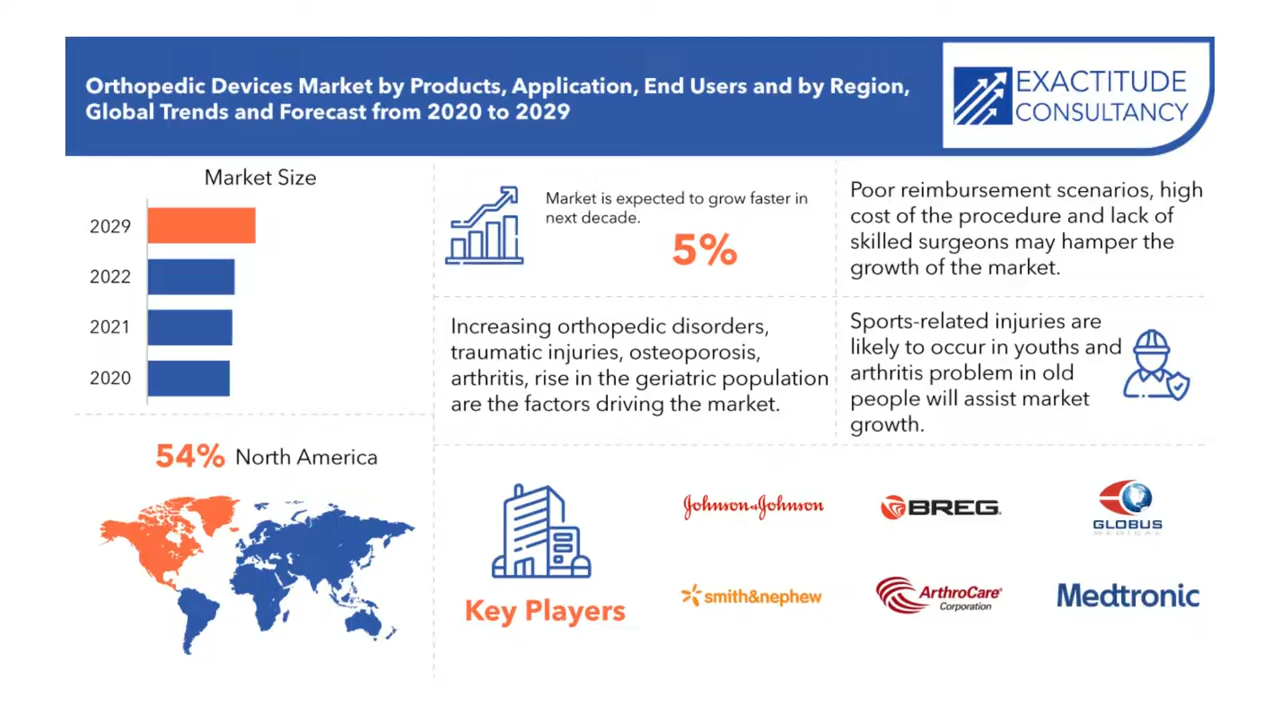 Orthopedic Devices Market by Products, Application, End Users and by Region,
Global Trends and Forecast from 2020 to 2029
EXACTITUDE
CONSULTANCY
Market Size
2029
2022
2021
2020
54% North America
Market is expected to grow faster in
next decade.
5%
Poor reimbursement scenarios, high
cost of the procedure and lack of
skilled surgeons may hamper the
growth of the market.
Increasing orthopedic disorders,
traumatic injuries, osteoporosis,
arthritis, rise in the geriatric population
are the factors driving the market.
Sports-related injuries are
likely to occur in youths and
arthritis problem in old
people will assist market
growth.
Key Players
Johnson&Johnson
BREG
GLOBUS
MEDICAL
smith&nephew
ArthroCare®
Corporation
Medtronic